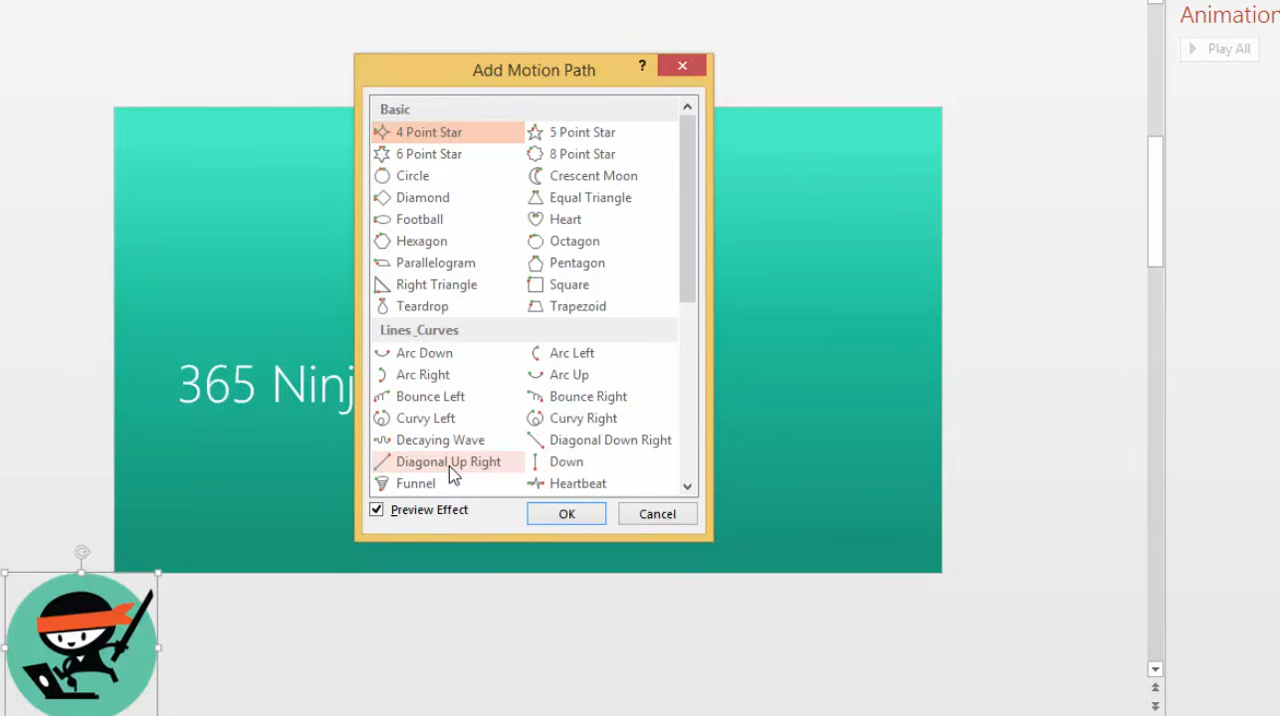 Animation
Play All
Add Motion Path
?
Basic
4 Point Star
5 Point Star
6 Point Star
8 Point Star
Circle
Crescent Moon
Diamond
Equal Triangle
Football
Heart
Hexagon
Octagon
Parallelogram
Pentagon
Right Triangle
Square
Teardrop
Trapezoid
Lines_Curves
Arc Down
Arc Left
Arc Right
Arc Up
Bounce Left
Bounce Right
Curvy Left
Curvy Right
Decaying Wave
Diagonal Down Right
Diagonal Up Right
Down
Funnel
Heartbeat
Preview Effect
OK
Cancel
365 Ninj